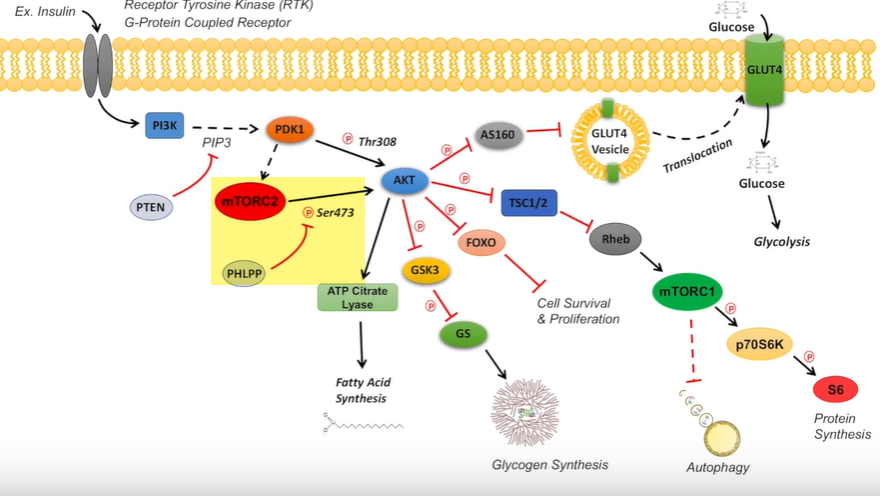 Receptor Tyrosine Kinase (RTK)
Ex. Insulin
G-Protein Coupled Receptor
Glucose
GLUT4
PI3K
PDK1
PIP3
P Thr308
AS160
P
GLUT4
Vesicle
Translocation
Glucose
AKT
P
PTEN
mTORC2
P Ser473
TSC1/2
P
P
FOXO
Rheb
Glycolysis
PHLPP
GSK3
ATP Citrate
Lyase
P
GS
Cell Survival
& Proliferation
mTORC1
P
p70S6K
P
S6
Fatty Acid
Synthesis
Protein
Synthesis
Glycogen Synthesis
Autophagy